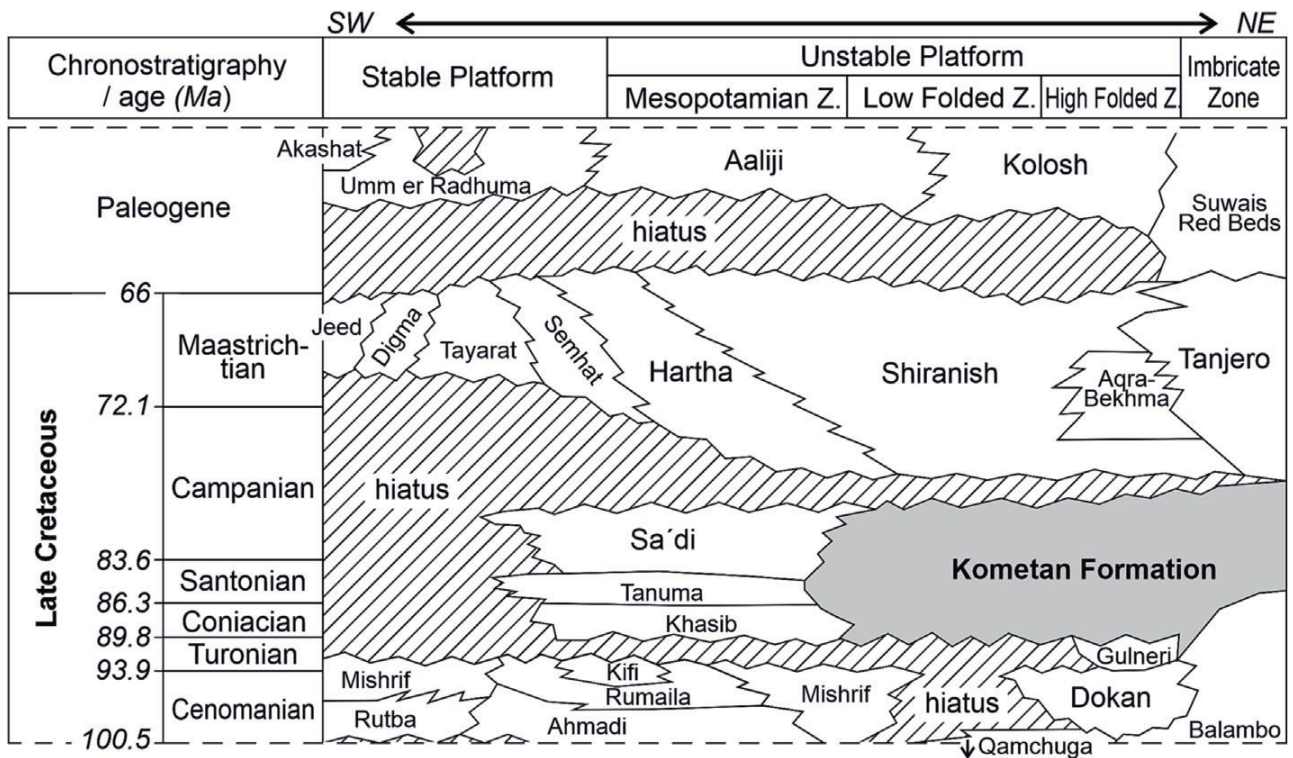 SW NE
Chronostratigraphy
/ age (Ma)
Stable Platform
Unstable Platform
Mesopotamian Z.
Low Folded Z.
High Folded Z.
Imbricate
Zone
Paleogene
Akashat
Umm er Radhuma
Aaliji
Kolosh
Suwais
Red Beds
hiatus
66
Late Cretaceous
Maastrich-
tian
Jeed
Digma
Tayarat
Semhat
Hartha
Shiranish
Aqra-
Bekhma
Tanjero
72.1
Campanian
hiatus
Sa´di
83.6
Santonian
Tanuma
Kometan Formation
86.3
Coniacian
Khasib
89.8
Turonian
Gulneri
93.9
Cenomanian
Mishrif
Kifi
Rumaila
Mishrif
hiatus
Dokan
Rutba
Ahmadi
Balambo
100.5
Qamchuga